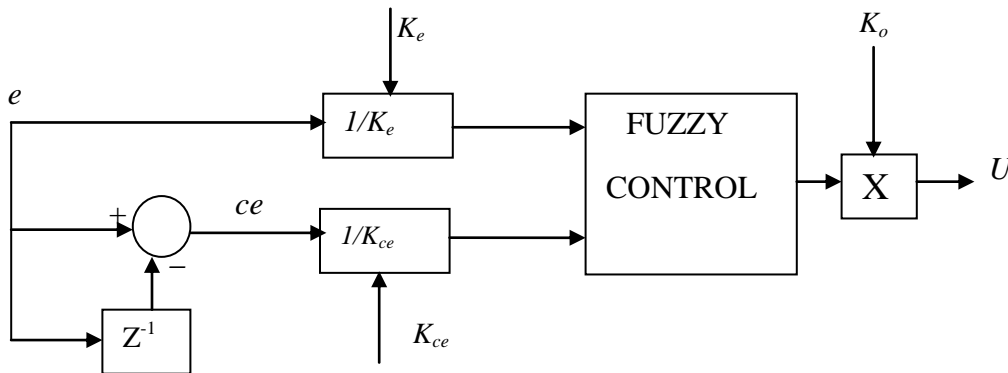 K_e
K_o
e
1/K_e
FUZZY
CONTROL
X
U
+
ce
−
1/K_ce
Z^-1
K_ce